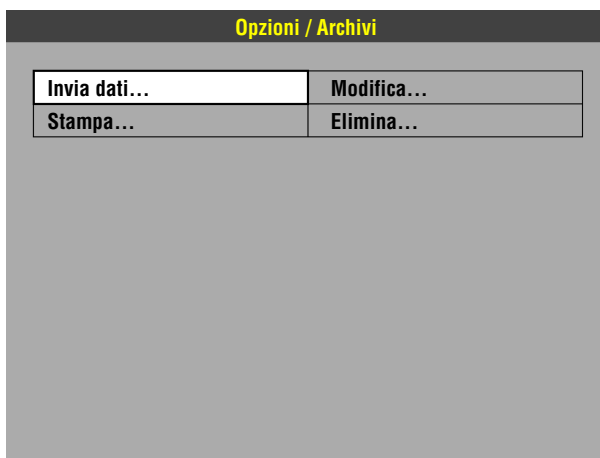 Opzioni / Archivi
Invia dati... Modifica...
Stampa... Elimina...